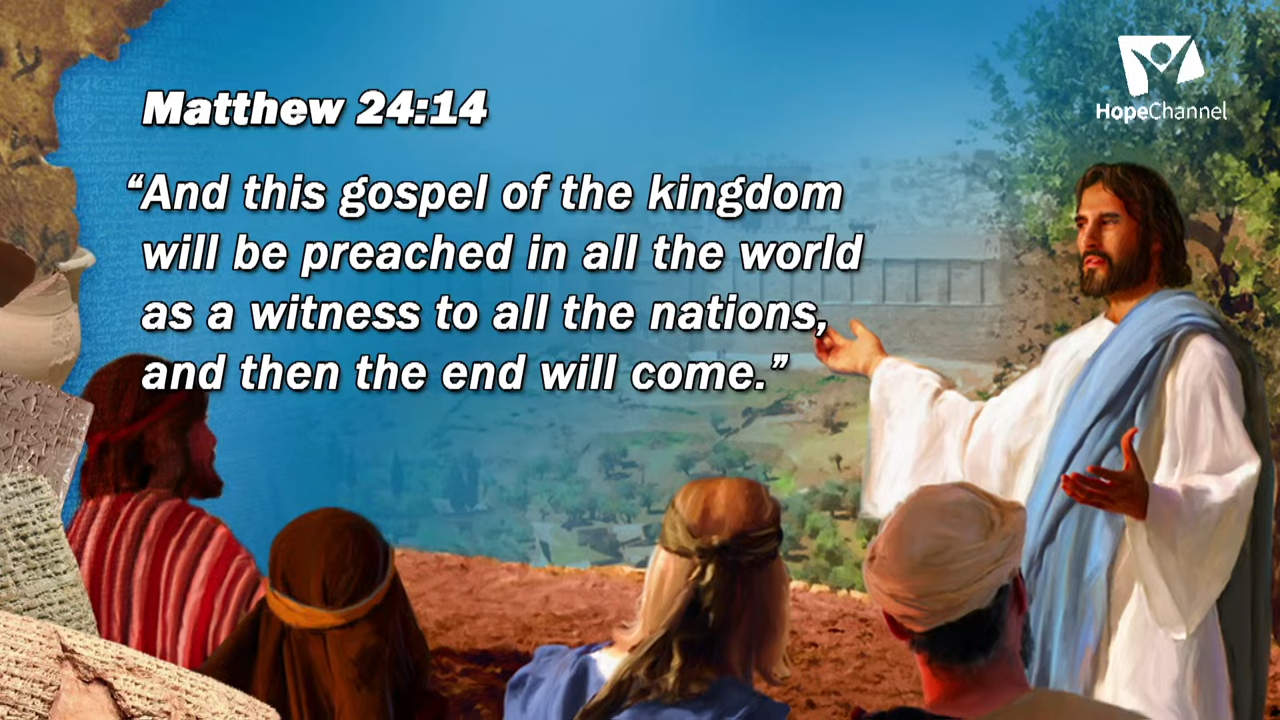 HopeChannel
Matthew 24:14
“And this gospel of the kingdom
will be preached in all the world
as a witness to all the nations,
and then the end will come.”